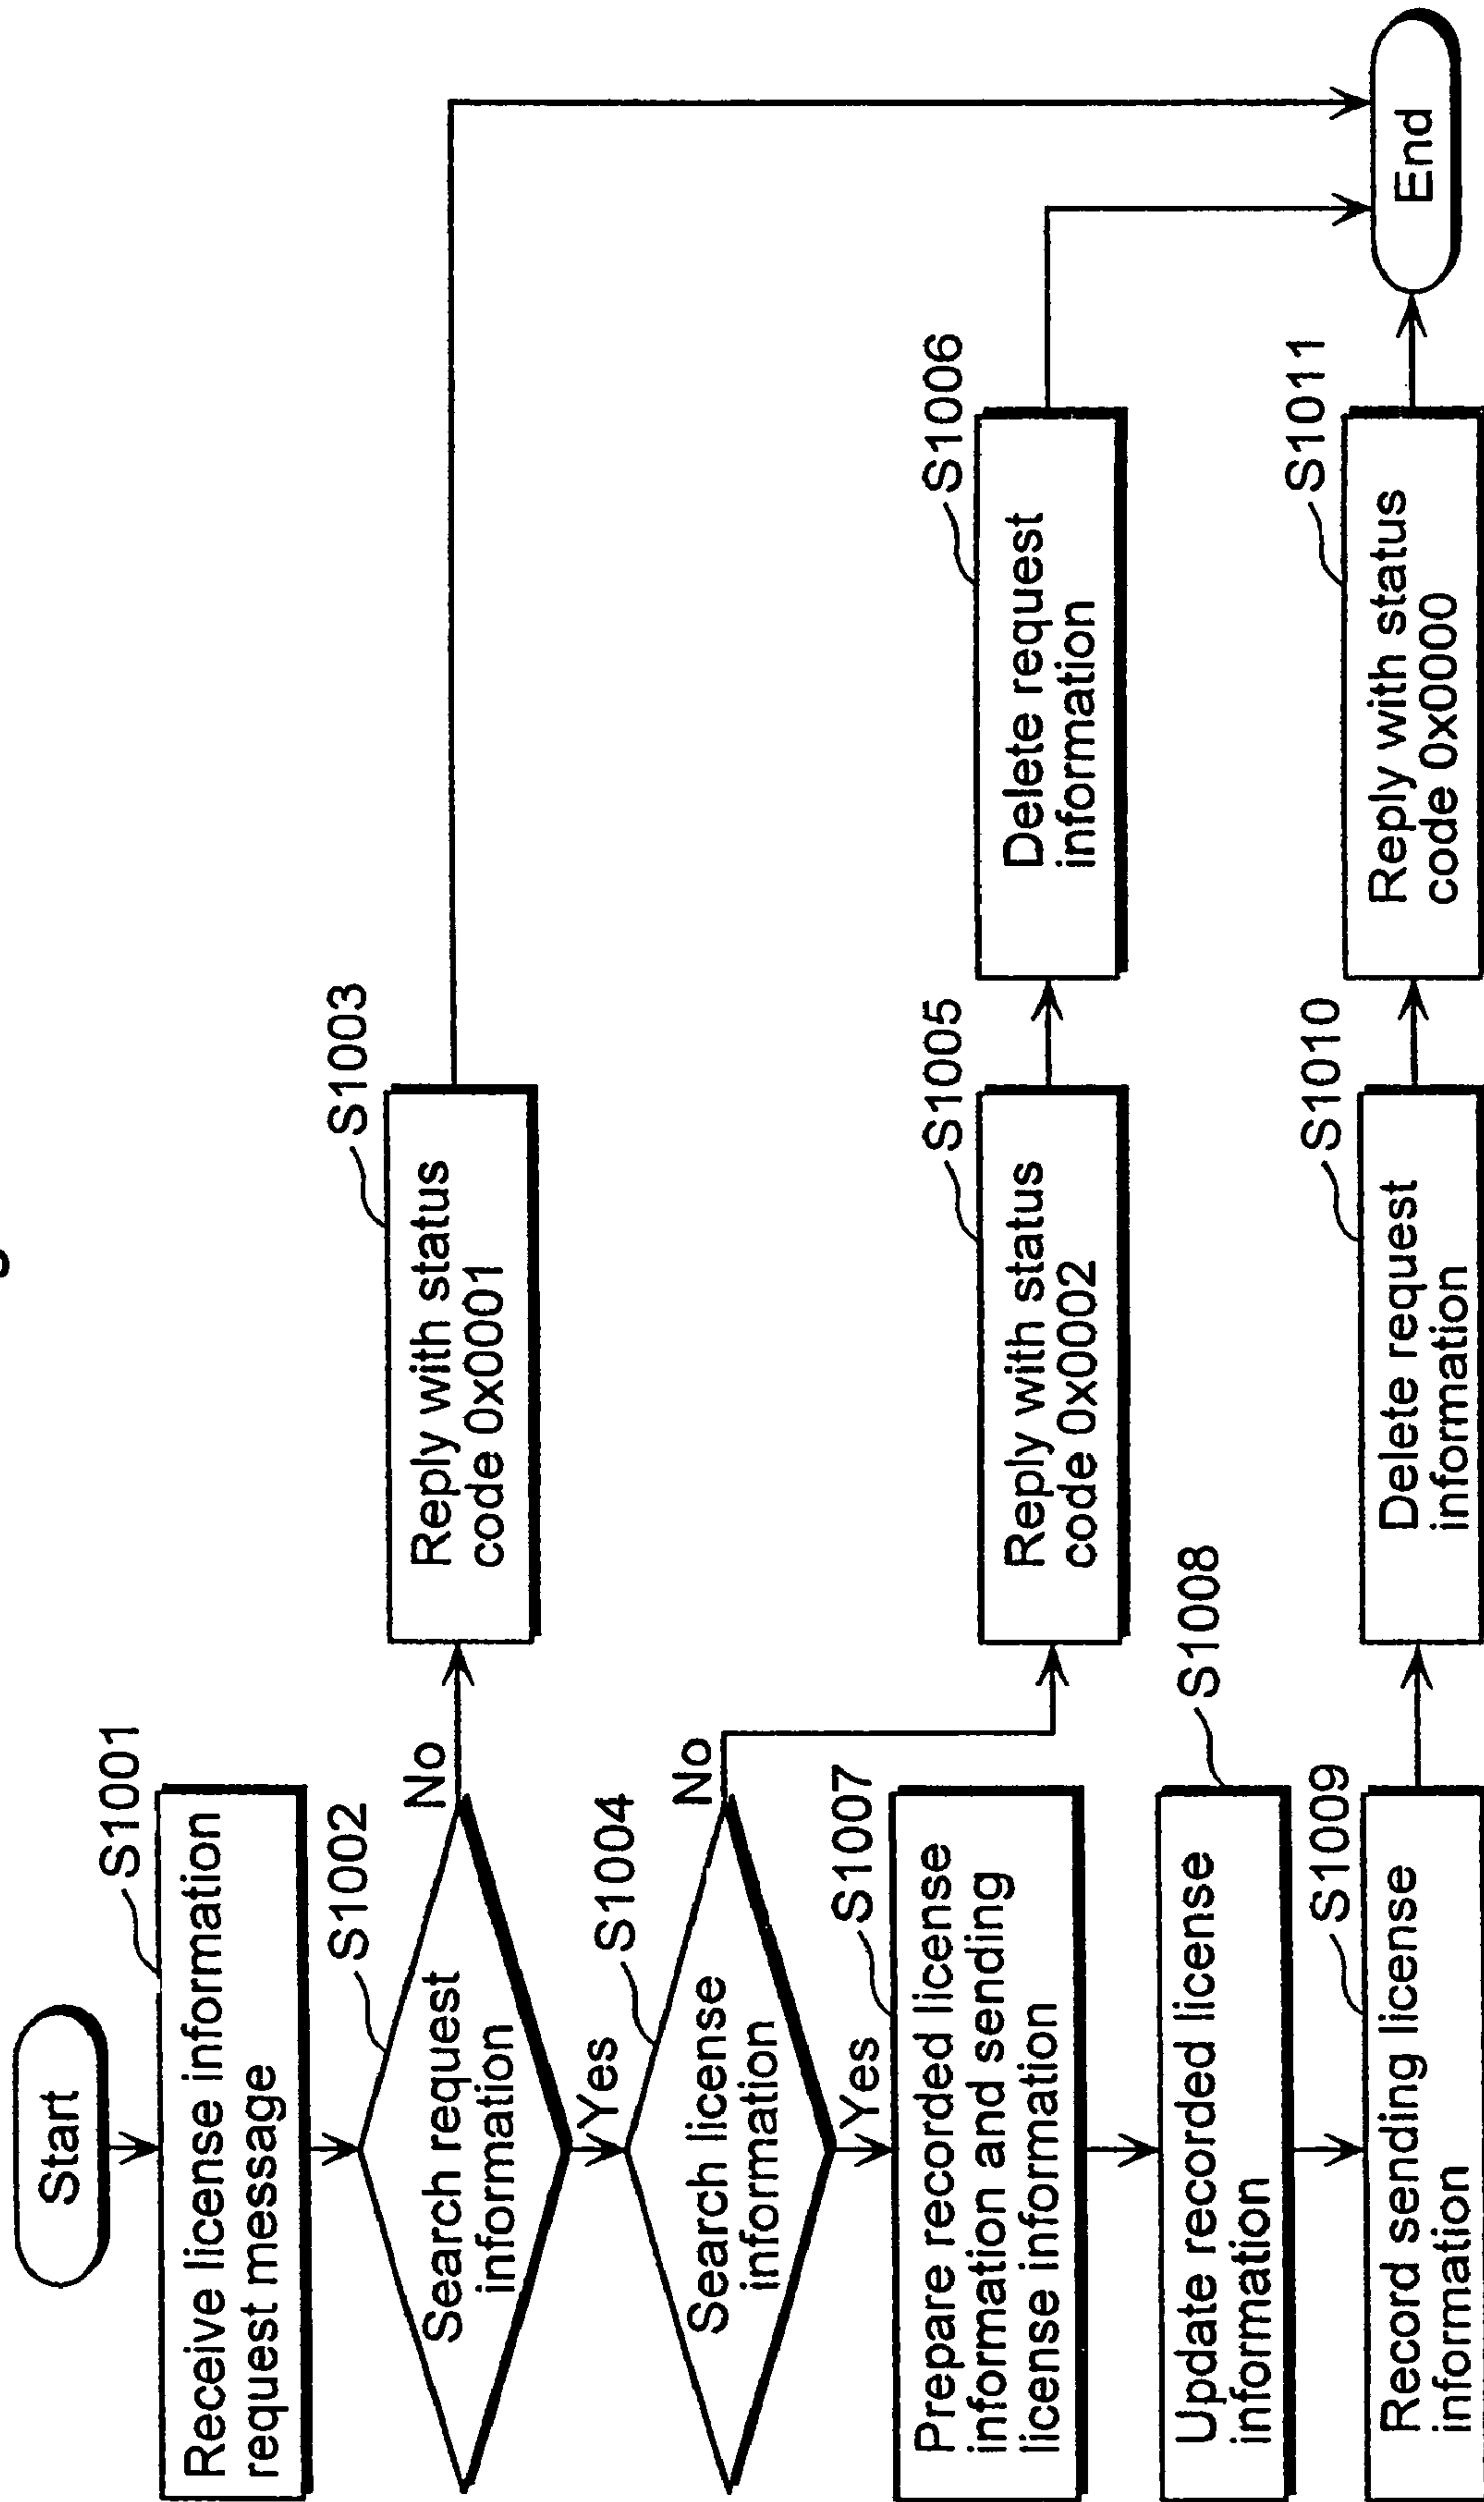 Start
S1001
Receive license information
request message
S1002
Search request
information
No
Yes
S1003
Reply with status
code 0x0001
S1004
Search license
information
No
Yes
S1005
Reply with status
code 0x0002
S1006
Delete request
information
S1007
Prepare recorded license
information and sending
license information
S1008
Update recorded license
information
S1009
Record sending license
information
S1010
Delete request
information
S1011
Reply with status
code 0x0000
End